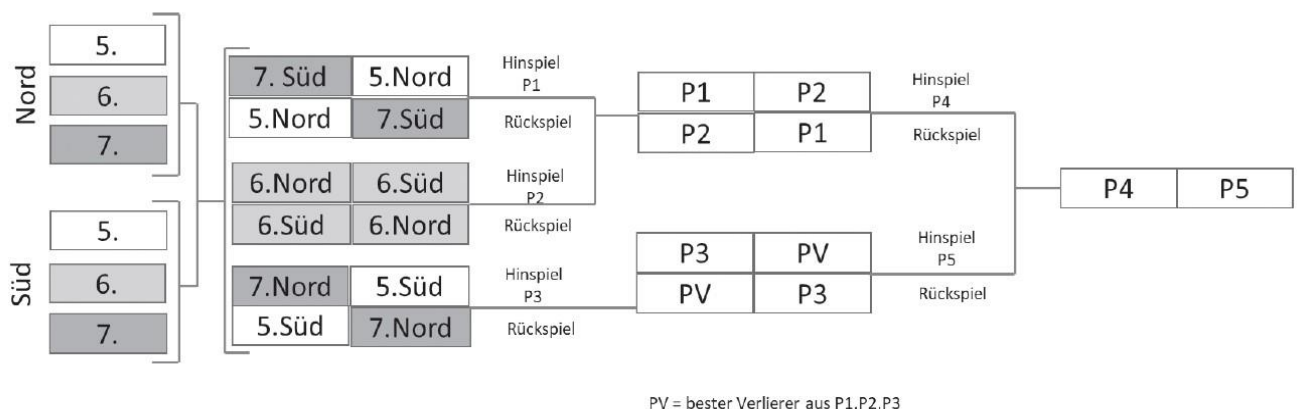 Nord
5.
6.
7.
Süd
5.
6.
7.
7. Süd 5.Nord
5.Nord 7.Süd
Hinspiel
P1
Rückspiel
6.Nord 6.Süd
6.Süd 6.Nord
Hinspiel
P2
Rückspiel
7.Nord 5.Süd
5.Süd 7.Nord
Hinspiel
P3
Rückspiel
P1 P2
P2 P1
Hinspiel
P4
Rückspiel
P3 PV
PV P3
Hinspiel
P5
Rückspiel
P4 P5
PV = bester Verlierer aus P1,P2,P3